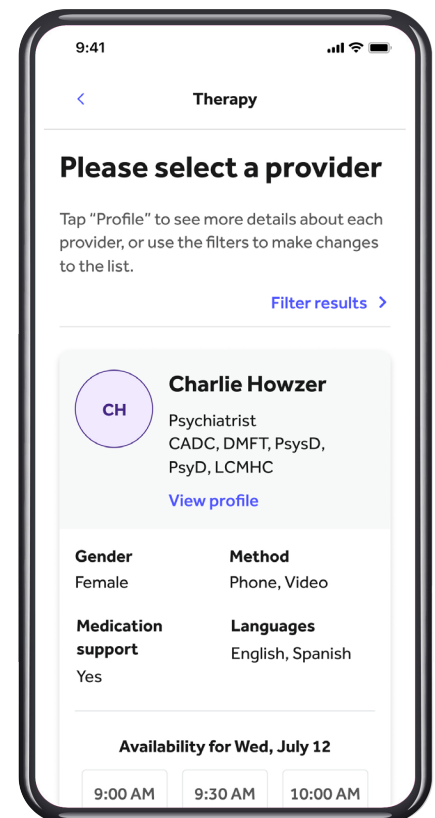 9:41
Therapy
Please select a provider
Tap “Profile” to see more details about each
provider, or use the filters to make changes
to the list.
Filter results
CH
Charlie Howzer
Psychiatrist
CADC, DMFT, PsysD,
PsyD, LCMHC
View profile
Gender
Female
Method
Phone, Video
Medication
support
Yes
Languages
English, Spanish
Availability for Wed, July 12
9:00 AM 9:30 AM 10:00 AM